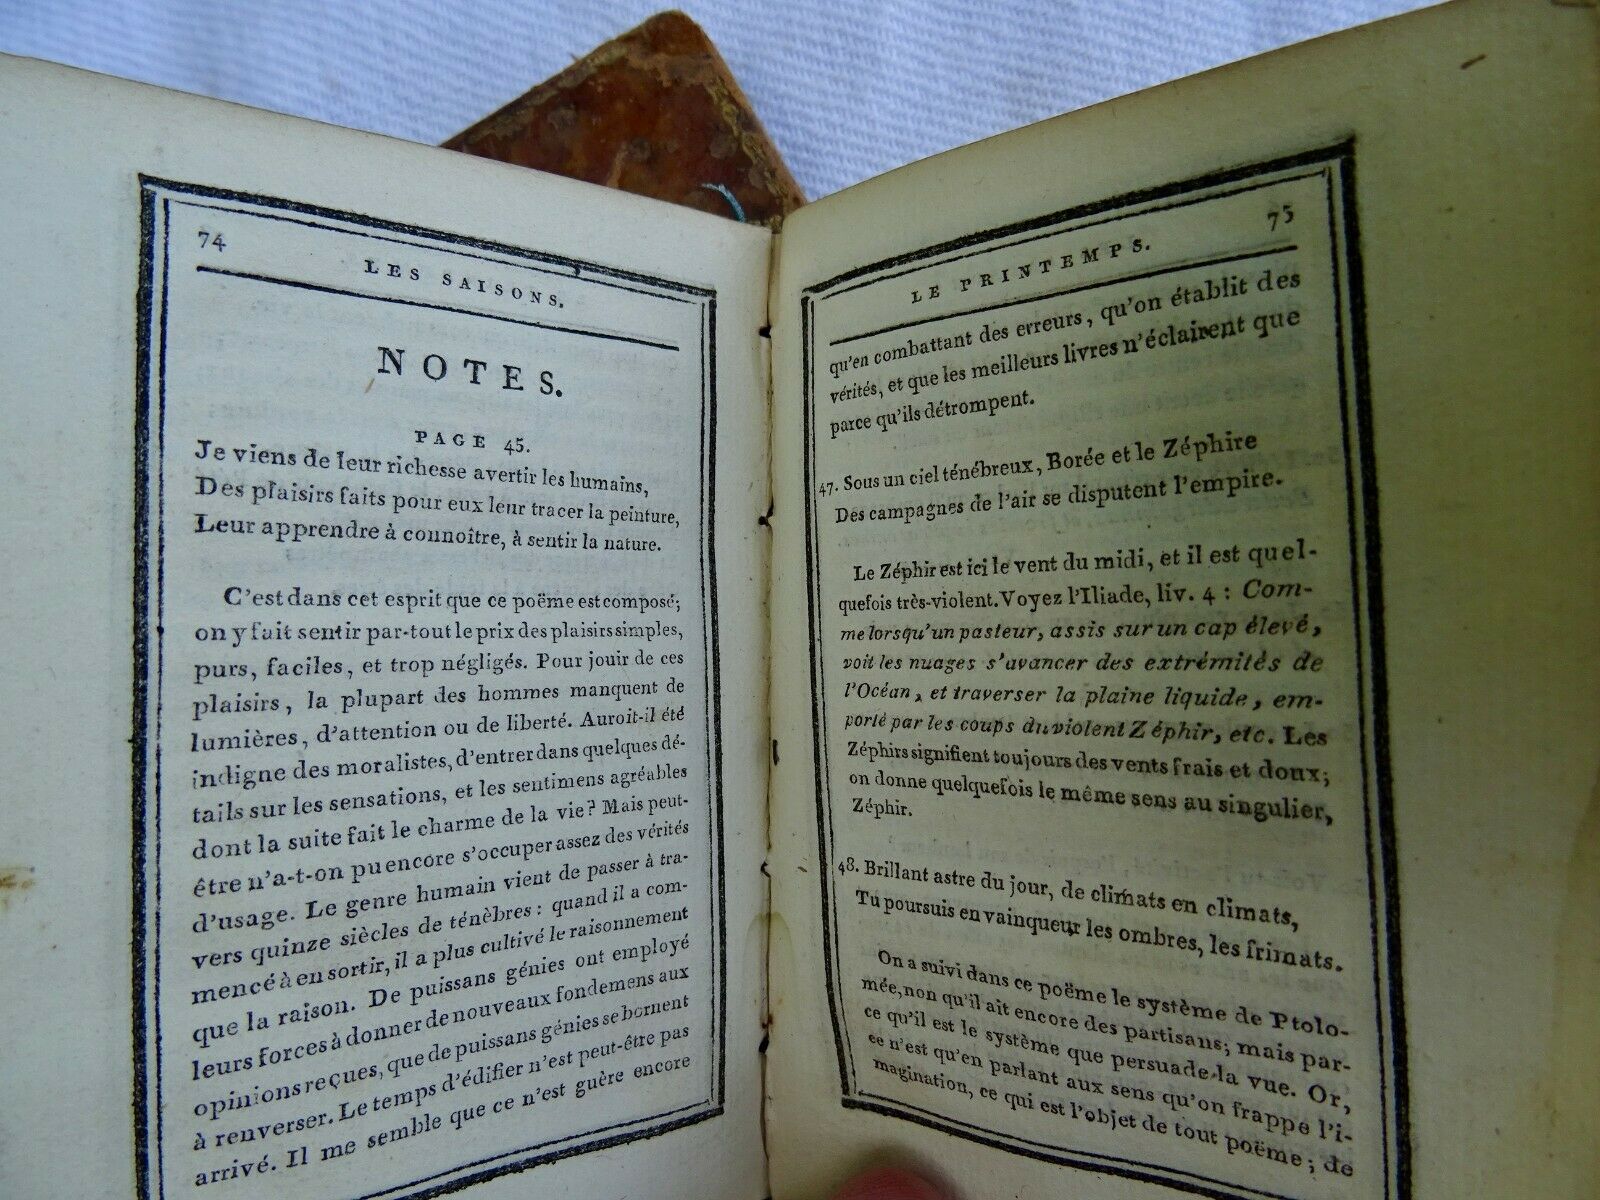 74
LES SAISONS.
NOTES.
PAGE 45.
Je viens de leur richesse avertir les humains,
Des plaisirs faits pour eux leur tracer la peinture,
Leur apprendre à connoître, à sentir la nature.
C'est dans cet esprit que ce poëme est composé;
on y fait sentir par-tout le prix des plaisirs simples,
purs, faciles, et trop négligés. Pour jouir de ces
plaisirs, la plupart des hommes manquent de
lumières, d'attention ou de liberté. Auroit-il été
indigne des moralistes, d'entrer dans quelques dé-
tails sur les sensations, et les sentimens agréables
dont la suite fait le charme de la vie? Mais peut-
être n'a-t-on pu encore s'occuper assez des vérités
d'usage. Le genre humain vient de passer à tra-
vers quinze siècles de ténèbres: quand il a com-
mencé à en sortir, il a plus cultivé le raisonnement
que la raison. De puissans génies ont employé
leurs forces à donner de nouveaux fondemens aux
opinions reçues, que de puissans génies se bornent
à renverser. Le temps d'édifier n'est peut-être pas
arrivé. Il me semble que ce n'est guère encore
LE PRINTEMPS.
75
qu'en combattant des erreurs, qu'on établit des
vérités, et que les meilleurs livres n'éclairent que
parce qu'ils détrompent.
47. Sous un ciel ténébreux, Borée et le Zéphire
Des campagnes de l'air se disputent l'empire.
Le Zéphir est ici le vent du midi, et il est quel-
quefois très-violent. Voyez l'Iliade, liv. 4 : Com-
me lorsqu'un pasteur, assis sur un cap élevé,
voit les nuages s'avancer des extrémités de
l'Océan, et traverser la plaine liquide, em-
porté par les coups du violent Zéphir, etc. Les
Zéphirs signifient toujours des vents frais et doux;
on donne quelquefois le même sens au singulier,
Zéphir.
48. Brillant astre du jour, de climats en climats,
Tu poursuis en vainqueur les ombres, les frimats.
On a suivi dans ce poëme le système de Ptolo-
mée, non qu'il ait encore des partisans; mais par-
ce qu'il est le système que persuade la vue. Or,
ce n'est qu'en parlant aux sens qu'on frappe l'i-
magination, ce qui est l'objet de tout poëme; de